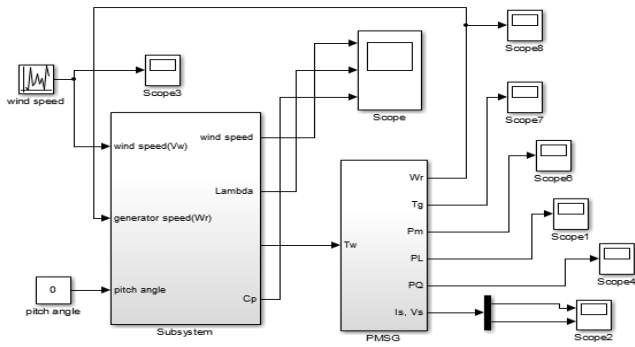 Scope8
wind speed
Scope3
Scope
Scope7
wind speed(Vw)
wind speed
Lambda
generator speed(Wr)
Cp
0
pitch angle
pitch angle
Subsystem
Tw
Wr
Tg
Pm
PL
PQ
Is, Vs
PMSG
Scope6
Scope1
Scope4
Scope2